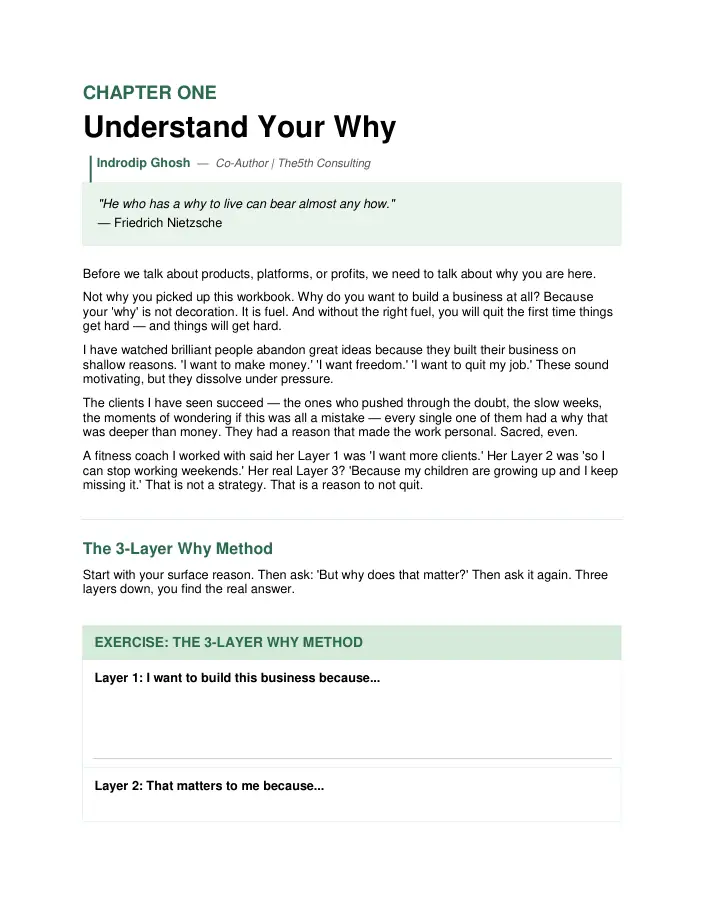 CHAPTER ONE
Understand Your Why
Indrodip Ghosh — Co-Author | The5th Consulting
"He who has a why to live can bear almost any how."
— Friedrich Nietzsche
Before we talk about products, platforms, or profits, we need to talk about why you are here.
Not why you picked up this workbook. Why do you want to build a business at all? Because
your 'why' is not decoration. It is fuel. And without the right fuel, you will quit the first time things
get hard — and things will get hard.
I have watched brilliant people abandon great ideas because they built their business on
shallow reasons. 'I want to make money.' 'I want freedom.' 'I want to quit my job.' These sound
motivating, but they dissolve under pressure.
The clients I have seen succeed — the ones who pushed through the doubt, the slow weeks,
the moments of wondering if this was all a mistake — every single one of them had a why that
was deeper than money. They had a reason that made the work personal. Sacred, even.
A fitness coach I worked with said her Layer 1 was 'I want more clients.' Her Layer 2 was 'so I
can stop working weekends.' Her real Layer 3? 'Because my children are growing up and I keep
missing it.' That is not a strategy. That is a reason to not quit.
The 3-Layer Why Method
Start with your surface reason. Then ask: 'But why does that matter?' Then ask it again. Three
layers down, you find the real answer.
EXERCISE: THE 3-LAYER WHY METHOD
Layer 1: I want to build this business because...
Layer 2: That matters to me because...